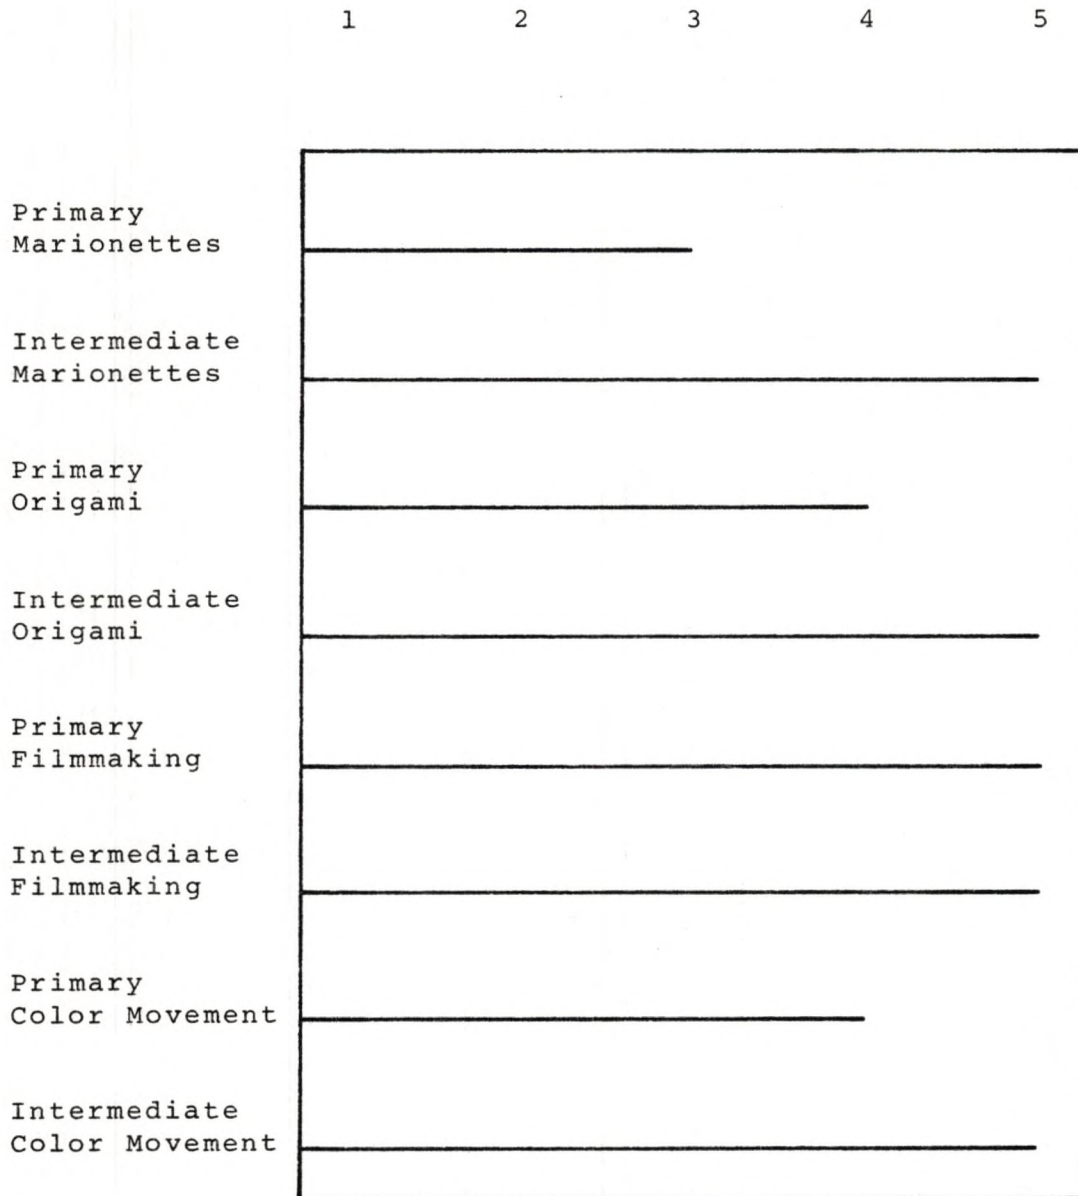 1 2 3 4 5
Primary
Marionettes
Intermediate
Marionettes
Primary
Origami
Intermediate
Origami
Primary
Filmmaking
Intermediate
Filmmaking
Primary
Color Movement
Intermediate
Color Movement